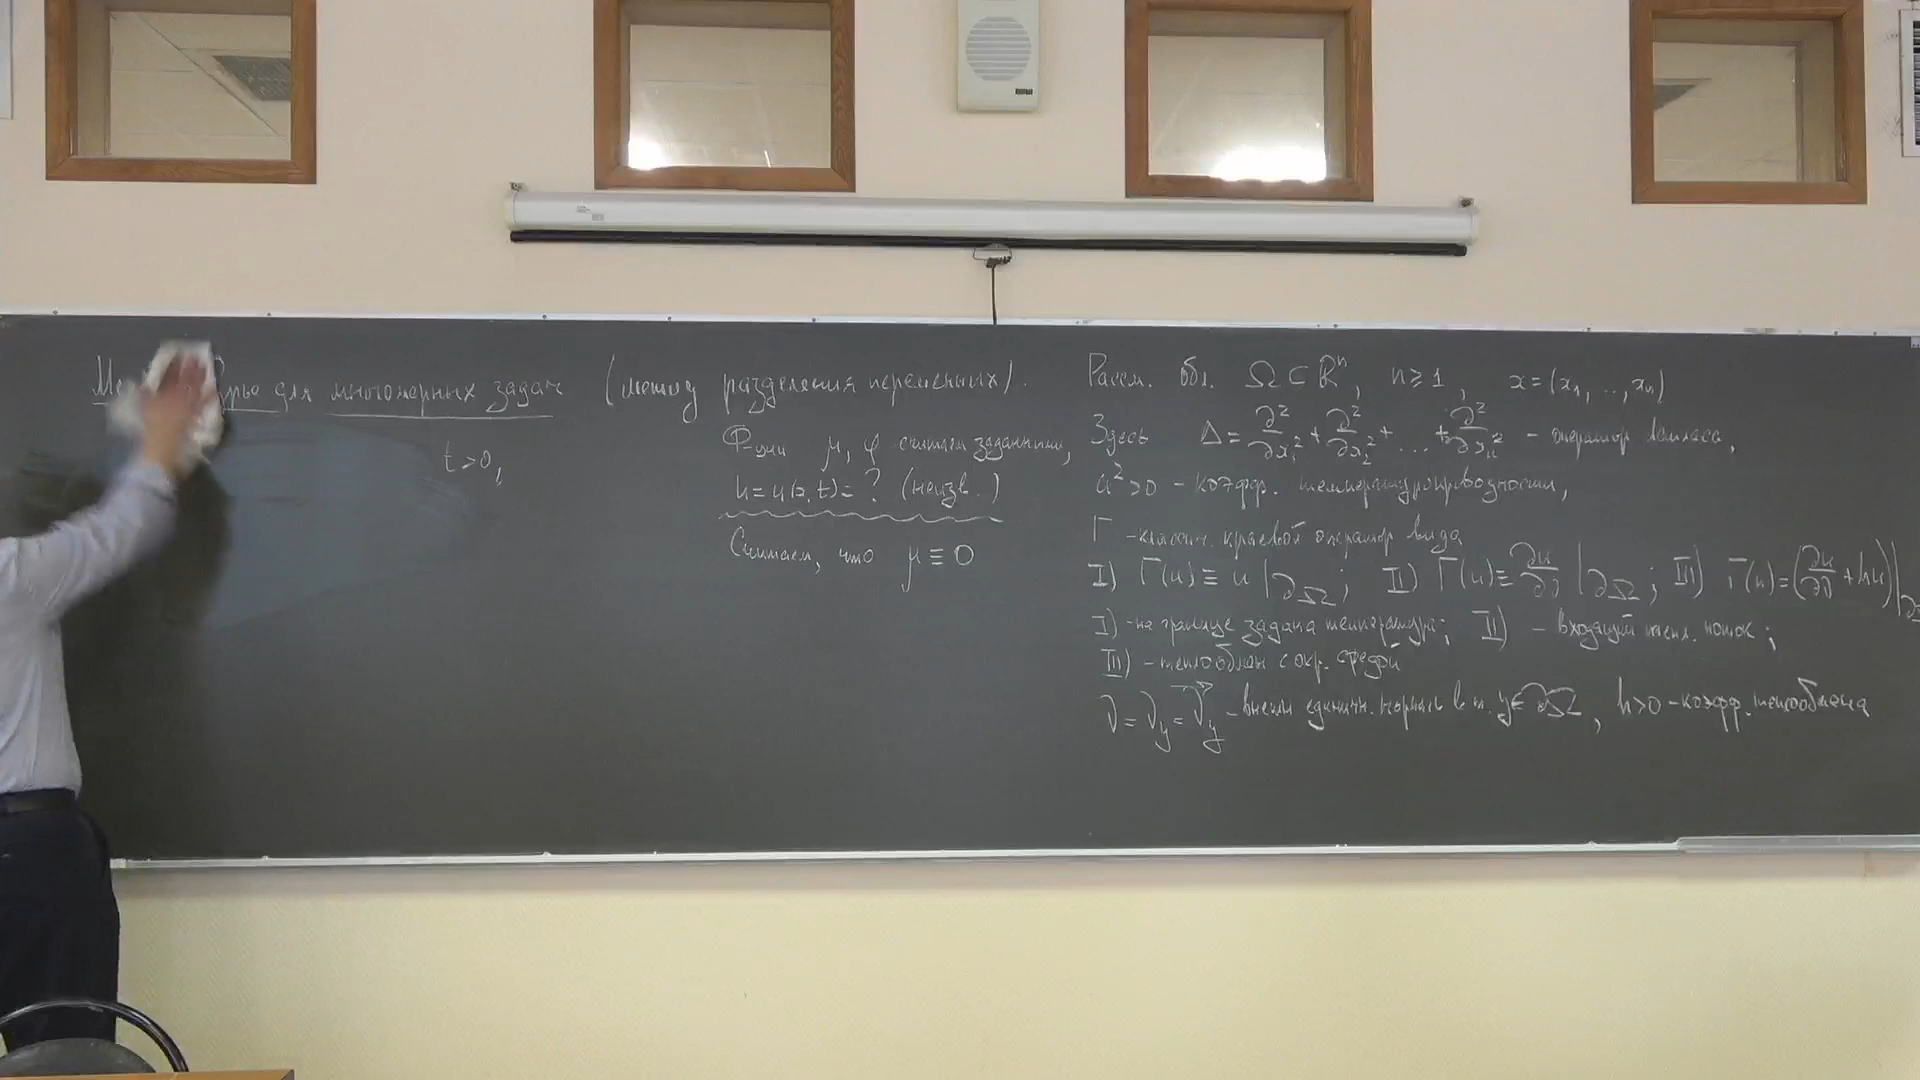 Ме рье для многомерных задач (метод разделения переменных).
t > 0,
Ф-ции μ, φ считаем заданными,
u = u(x, t) = ? (неизв.)
Считаем, что μ ≡ 0
Рассм. обл. Ω ⊂ ℝⁿ, n ≥ 1, x = (x₁, .., xₙ)
Здесь Δ = ∂²/∂x₁² + ∂²/∂x₂² + ... + ∂²/∂xₙ² - оператор Лапласа,
a² > 0 - коэфф. температуропроводности,
Γ - классич. краевой оператор вида
I) Γ(u) ≡ u |∂Ω; II) Γ(u) ≡ ∂u/∂ν |∂Ω; III) Γ(u) = (∂u/∂ν + hu)|∂Ω
I) - на границе задана температура; II) - входящий тепл. поток;
III) - теплообмен с окр. средой
ν = ν_y = ν⃗_y - внешн. единичн. нормаль в т. y ∈ ∂Ω, h > 0 - коэфф. теплообмена